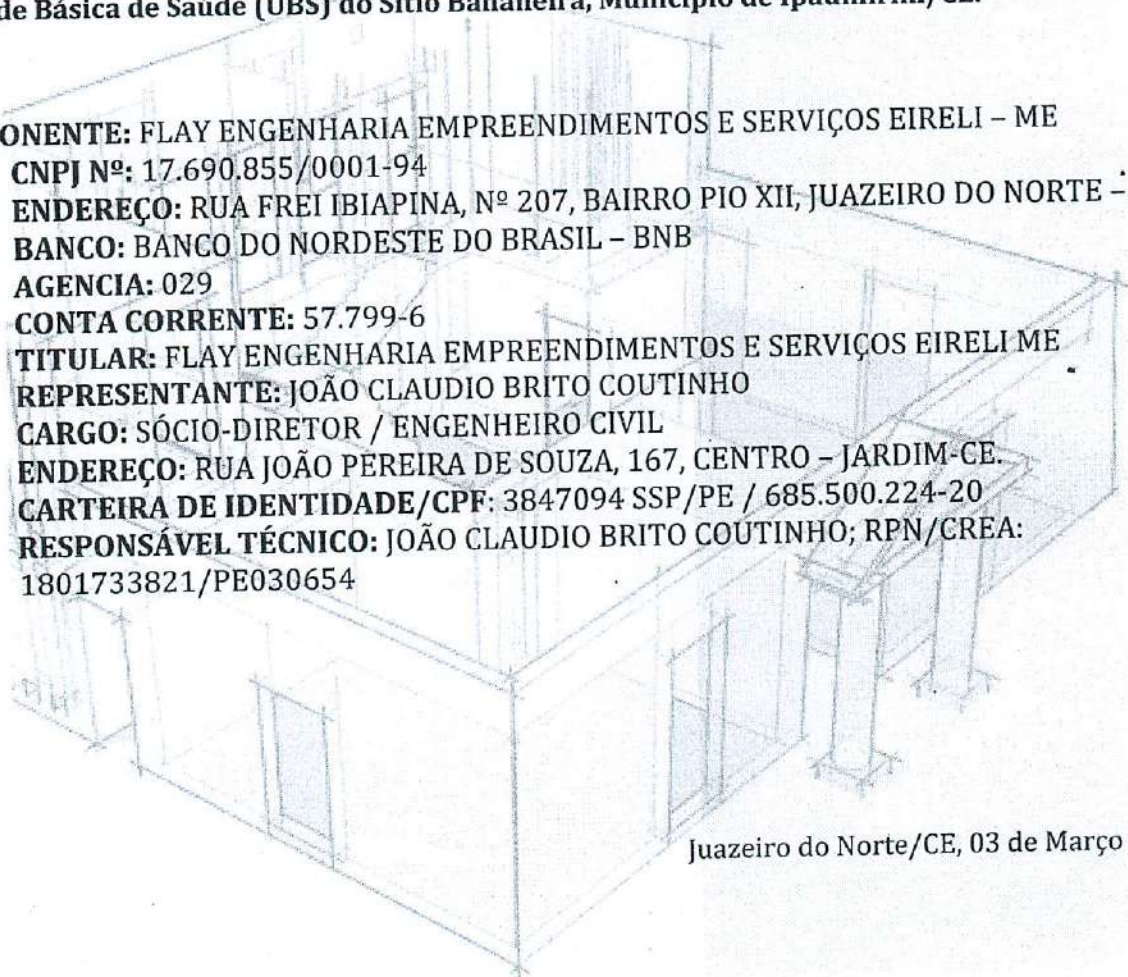 de Básica de Saúde (UBS) do Sítio Bananeira, Município de Ipaumirim/CE.
ONENTE: FLAY ENGENHARIA EMPREENDIMENTOS E SERVIÇOS EIRELI – ME
CNPJ Nº: 17.690.855/0001-94
ENDEREÇO: RUA FREI IBIAPINA, Nº 207, BAIRRO PIO XII, JUAZEIRO DO NORTE –
BANCO: BANCO DO NORDESTE DO BRASIL – BNB
AGENCIA: 029
CONTA CORRENTE: 57.799-6
TITULAR: FLAY ENGENHARIA EMPREENDIMENTOS E SERVIÇOS EIRELI ME
REPRESENTANTE: JOÃO CLAUDIO BRITO COUTINHO
CARGO: SÓCIO-DIRETOR / ENGENHEIRO CIVIL
ENDEREÇO: RUA JOÃO PEREIRA DE SOUZA, 167, CENTRO – JARDIM-CE.
CARTEIRA DE IDENTIDADE/CPF: 3847094 SSP/PE / 685.500.224-20
RESPONSÁVEL TÉCNICO: JOÃO CLAUDIO BRITO COUTINHO; RPN/CREA:
1801733821/PE030654
Juazeiro do Norte/CE, 03 de Março